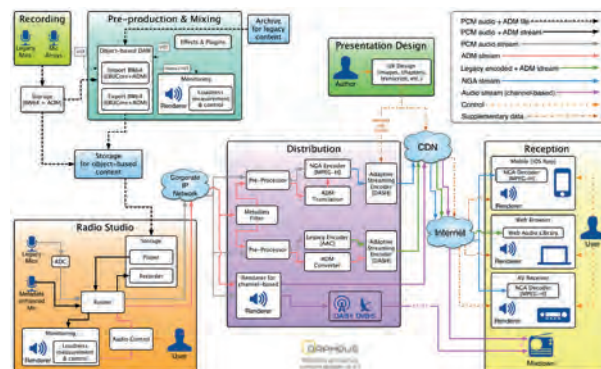 Recording
Legacy
Mics
Mic
Arrays
Storage
(BW64 + ADM)
Pre-production & Mixing
Object-based DAW
Import BW64
Export BW64
Effects & Plugins
Monitoring
Renderer
Loudness
measurement
& control
Archive
for legacy
content
Storage
for object-based
content
Presentation Design
Author
UX Design
(images, chapters,
transcript, etc.)
PCM audio + ADM file
PCM audio + ADM stream
PCM audio stream
ADM stream
Legacy encoded + ADM stream
NGA stream
Audio stream (channel-based)
Control
Supplementary data
Radio Studio
Legacy
Mics
ADC
Metadata
enhanced
Mic
Storage
Player
Recorder
Router
Monitoring
Renderer
Loudness
measurement
& control
Audio Control
User
Corporate
IP
Network
Distribution
Pre-Processor
NGA Encoder
(MPEG-H)
ADM
Translation
Adaptive
Streaming
Encoder
(DASH)
Metadata
Filter
Pre-Processor
Legacy Encoder
(AAC)
ADM
Converter
Adaptive
Streaming
Encoder
(DASH)
Renderer for
channel-based
Renderer
CDN
Internet
Reception
Mobile (iOS App)
NGA Decoder
(MPEG-H)
Renderer
Web Browser
Web Audio Library
Renderer
AV Receiver
NGA Decoder
(MPEG-H)
Renderer
User
ORPHEUS